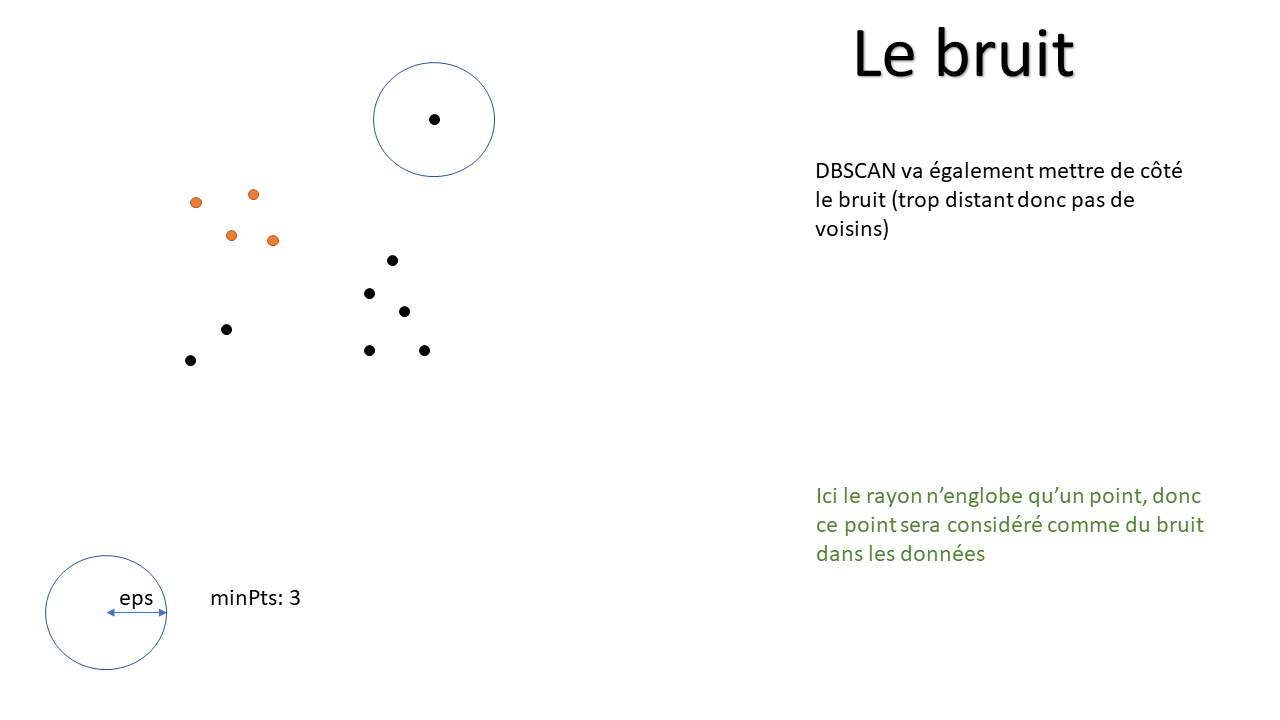 Le bruit
DBSCAN va également mettre de côté
le bruit (trop distant donc pas de
voisins)
Ici le rayon n’englobe qu’un point, donc
ce point sera considéré comme du bruit
dans les données
eps
minPts: 3